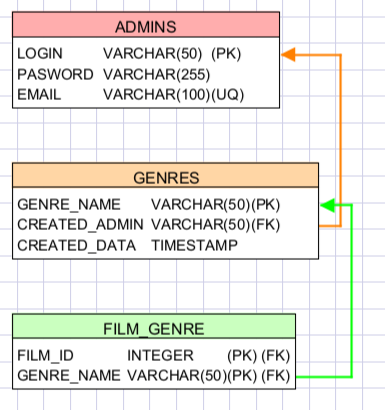 ADMINS
LOGIN VARCHAR(50) (PK)
PASWORD VARCHAR(255)
EMAIL VARCHAR(100)(UQ)
GENRES
GENRE_NAME VARCHAR(50)(PK)
CREATED_ADMIN VARCHAR(50)(FK)
CREATED_DATA TIMESTAMP
FILM_GENRE
FILM_ID INTEGER (PK) (FK)
GENRE_NAME VARCHAR(50)(PK) (FK)